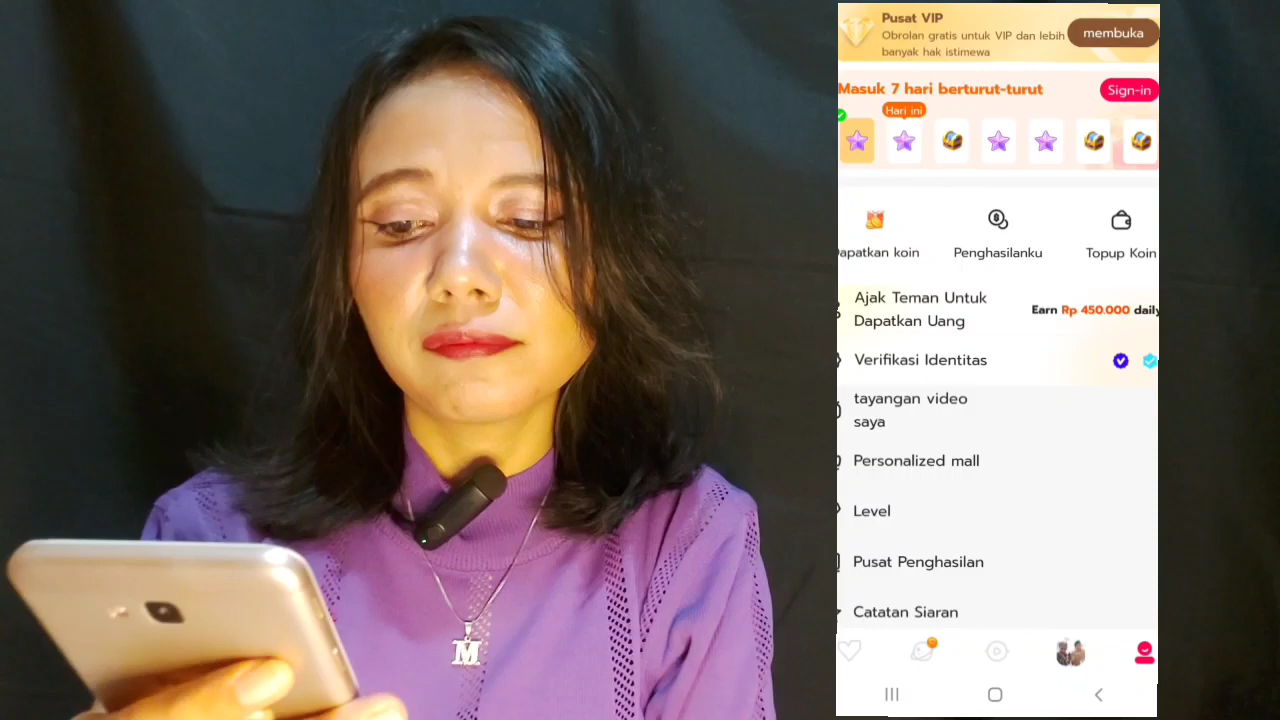 Pusat VIP
Obrolan gratis untuk VIP dan lebih
banyak hak istimewa
membuka
Masuk 7 hari berturut-turut
Sign-in
Hari ini
apatkan koin
Penghasilanku
Topup Koin
Ajak Teman Untuk
Dapatkan Uang
Earn Rp 450.000 daily
Verifikasi Identitas
tayangan video
saya
Personalized mall
Level
Pusat Penghasilan
Catatan Siaran
M